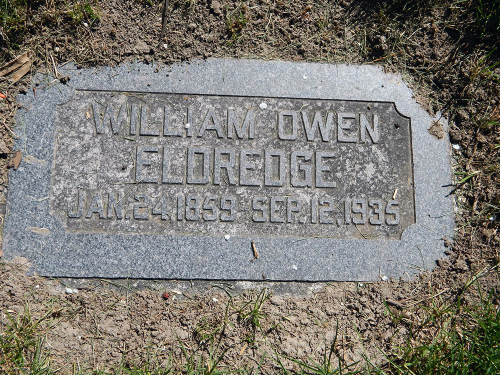 WILLIAM OWEN
ELDREDGE
JAN. 24, 1859 - SEP. 12, 1935